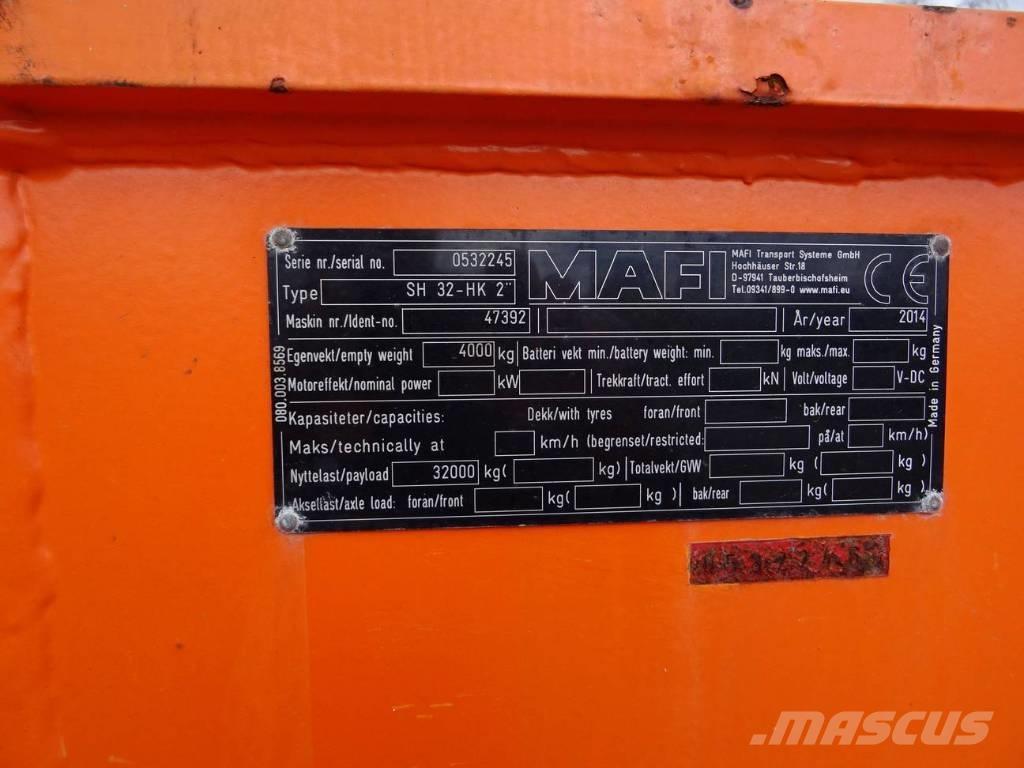 Serie nr./serial no. 0532245
MAFI
MAFI Transport Systeme GmbH
Hochhäuser Str.18
D-97941 Tauberbischofsheim
Tel.09341/899-0 www.mafi.eu
CE
Type SH 32-HK 2"
Maskin nr./Ident-no. 47392 År/year 2014
Egenvekt/empty weight 4000 kg Batteri vekt min./battery weight: min. kg maks./max. kg
Motoreffekt/nominal power kW Trekkraft/tract. effort kN Volt/voltage V-DC
Kapasiteter/capacities: Dekk/with tyres foran/front bak/rear
Maks/technically at km/h (begrenset/restricted: på/at km/h)
Nyttelast/payload 32000 kg( kg) Totalvekt/GVW kg ( kg )
Aksellast/axle load: foran/front kg( kg ) bak/rear kg( kg )
080.003.8569
Made in Germany
MASCUS